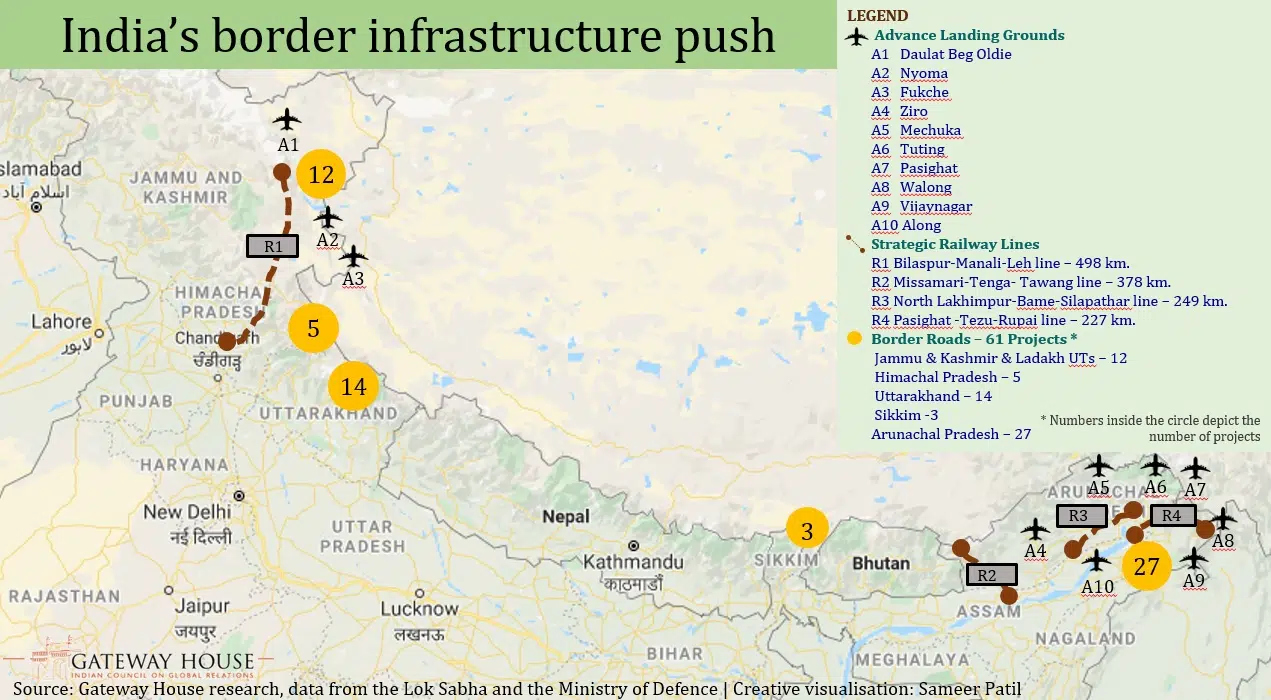 India's border infrastructure push
LEGEND
Advance Landing Grounds
A1 Daulat Beg Oldie
A2 Nyoma
A3 Fukche
A4 Ziro
A5 Mechuka
A6 Tuting
A7 Pasighat
A8 Walong
A9 Vijaynagar
A10 Along
Strategic Railway Lines
R1 Bilaspur-Manali-Leh line – 498 km.
R2 Missamari-Tenga- Tawang line – 378 km.
R3 North Lakhimpur-Bame-Silapathar line – 249 km.
R4 Pasighat -Tezu-Rupai line – 227 km.
Border Roads – 61 Projects *
Jammu & Kashmir & Ladakh UTs – 12
Himachal Pradesh – 5
Uttarakhand – 14
Sikkim -3
Arunachal Pradesh – 27
* Numbers inside the circle depict the
number of projects
A1
slamabad
اسلام آباد
JAMMU AND
KASHMIR
12
A2
R1
A3
HIMACHA
PRADESH
Lahore
لاہور
5
Chand
h
चंडीगढ़
14
PUNJAB
UTTARAKHAND
HARYANA
New Delhi
नई दिल्ली
UTTAR
PRADESH
Nepal
Kathmandu
काठमाडौँ
3
SIKKIM
Bhutan
A5
A6
A7
ARU
CHA
R3
R4
A4
A8
R2
A10
27
A9
RAJASTHAN
Jaipur
जयपुर
Lucknow
लखनऊ
ASSAM
NAGALAND
BIHAR
MEGHALAYA
GATEWAY HOUSE
INDIAN COUNCIL ON GLOBAL RELATIONS
Source: Gateway House research, data from the Lok Sabha and the Ministry of Defence | Creative visualisation: Sameer Patil